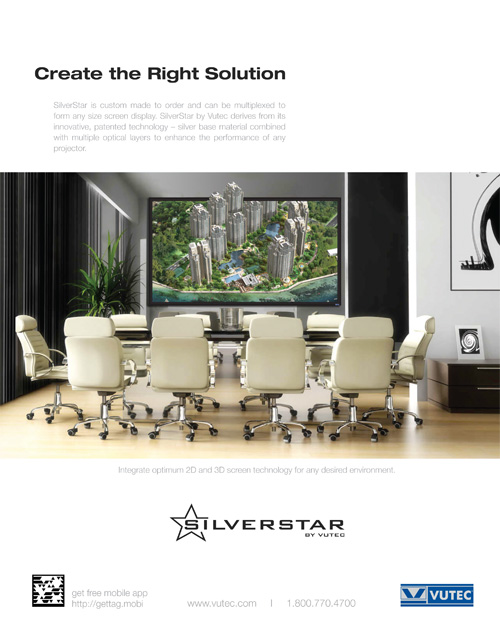 Create the Right Solution
SilverStar is custom made to order and can be multiplexed to
form any size screen display. SilverStar by Vutec derives from its
innovative, patented technology – silver base material combined
with multiple optical layers to enhance the performance of any
projector.
Integrate optimum 2D and 3D screen technology for any desired environment.
SILVERSTAR
BY VUTEC
get free mobile app
http://gettag.mobi
www.vutec.com | 1.800.770.4700
VUTEC